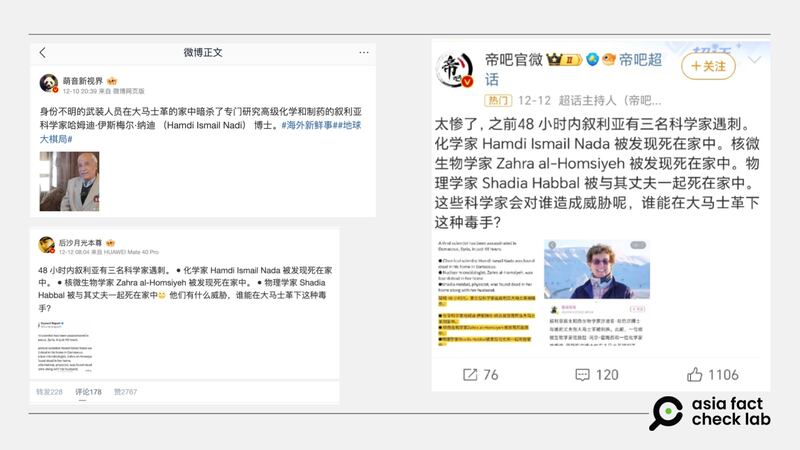 微博正文
萌音新视界
12-10 20:39 来自 微博网页版
身份不明的武装人员在大马士革的家中暗杀了专门研究高级化学和制药的叙利亚
科学家哈姆迪·伊斯梅尔·纳迪 （Hamdi Ismail Nadi） 博士。#海外新鲜事##地球
大棋局#
后沙月光本尊
12-12 08:04 来自 HUAWEI Mate 40 Pro
48 小时内叙利亚有三名科学家遇刺。 ● 化学家 Hamdi Ismail Nada 被发现死在家
中。 ● 核微生物学家 Zahra al-Homsiyeh 被发现死在家中。 ● 物理学家 Shadia
Habbal 被与其丈夫一起死在家中 他们有什么威胁，谁能在大马士革下这种毒
手？
转发228 评论178 赞2767
帝吧官微 II 帝吧超
话
+关注
热门 12-12 超话主持人（帝吧...
太惨了，之前48 小时内叙利亚有三名科学家遇刺。
化学家 Hamdi Ismail Nada 被发现死在家中。核微
生物学家 Zahra al-Homsiyeh 被发现死在家中。物
理学家 Shadia Habbal 被与其丈夫一起死在家中。
这些科学家会对谁造成威胁呢，谁能在大马士革下
这种毒手？
76 120 1106
asia fact
check lab